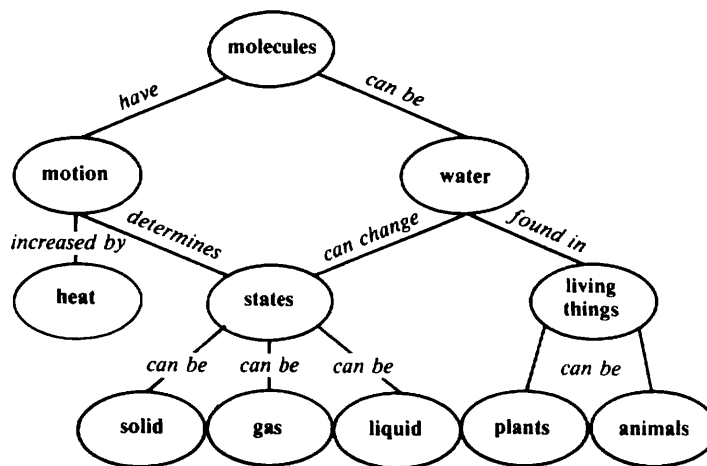 molecules
have
can be
motion
water
increased by
determines
can change
found in
heat
states
living
things
can be
can be
can be
can be
solid
gas
liquid
plants
animals